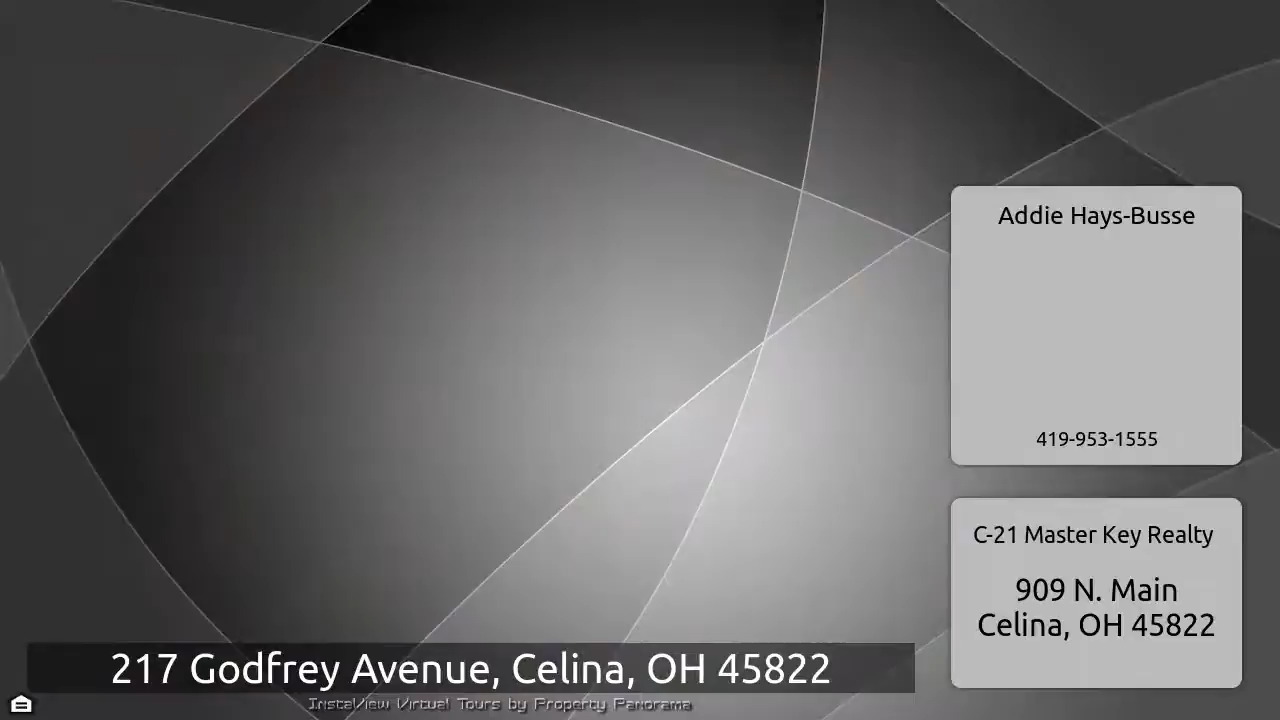 Addie Hays-Busse
419-953-1555
C-21 Master Key Realty
909 N. Main
Celina, OH 45822
217 Godfrey Avenue, Celina, OH 45822
InstaView Virtual Tours by Property Panorama